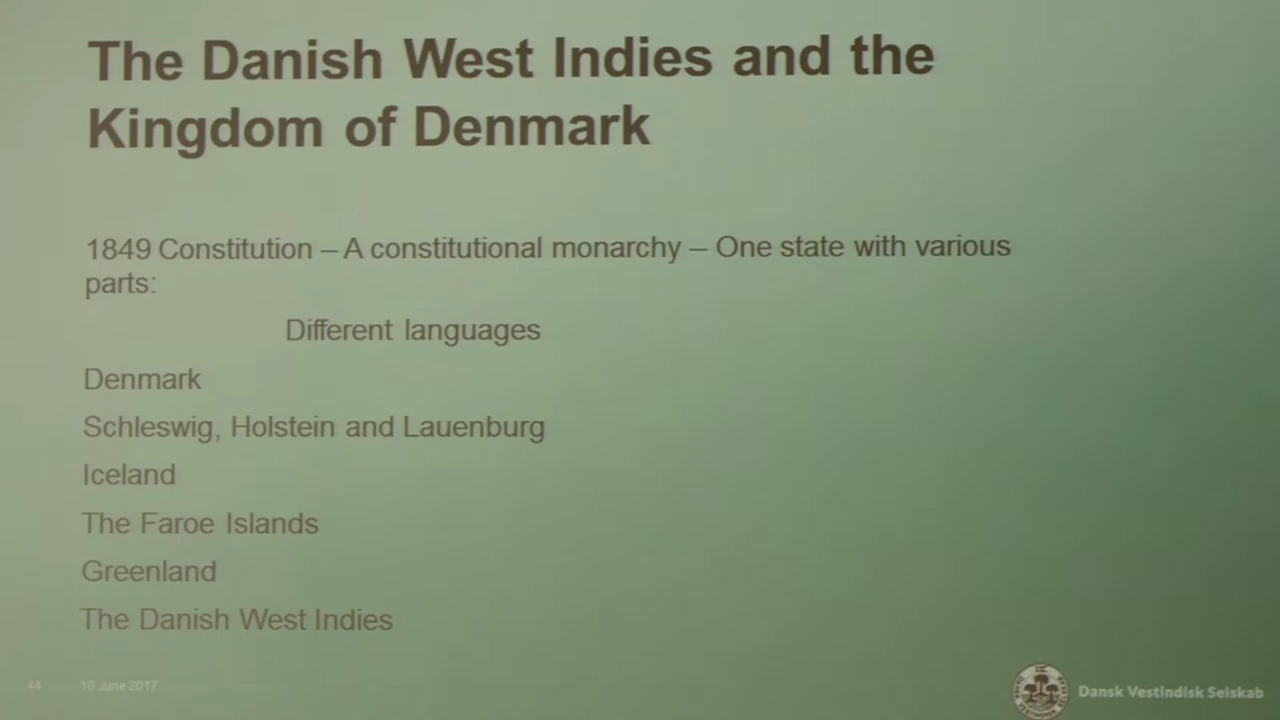 The Danish West Indies and the
Kingdom of Denmark
1849 Constitution – A constitutional monarchy – One state with various
parts:
Different languages
Denmark
Schleswig, Holstein and Lauenburg
Iceland
The Faroe Islands
Greenland
The Danish West Indies
44 10 June 2017
Dansk Vestindisk Selskab